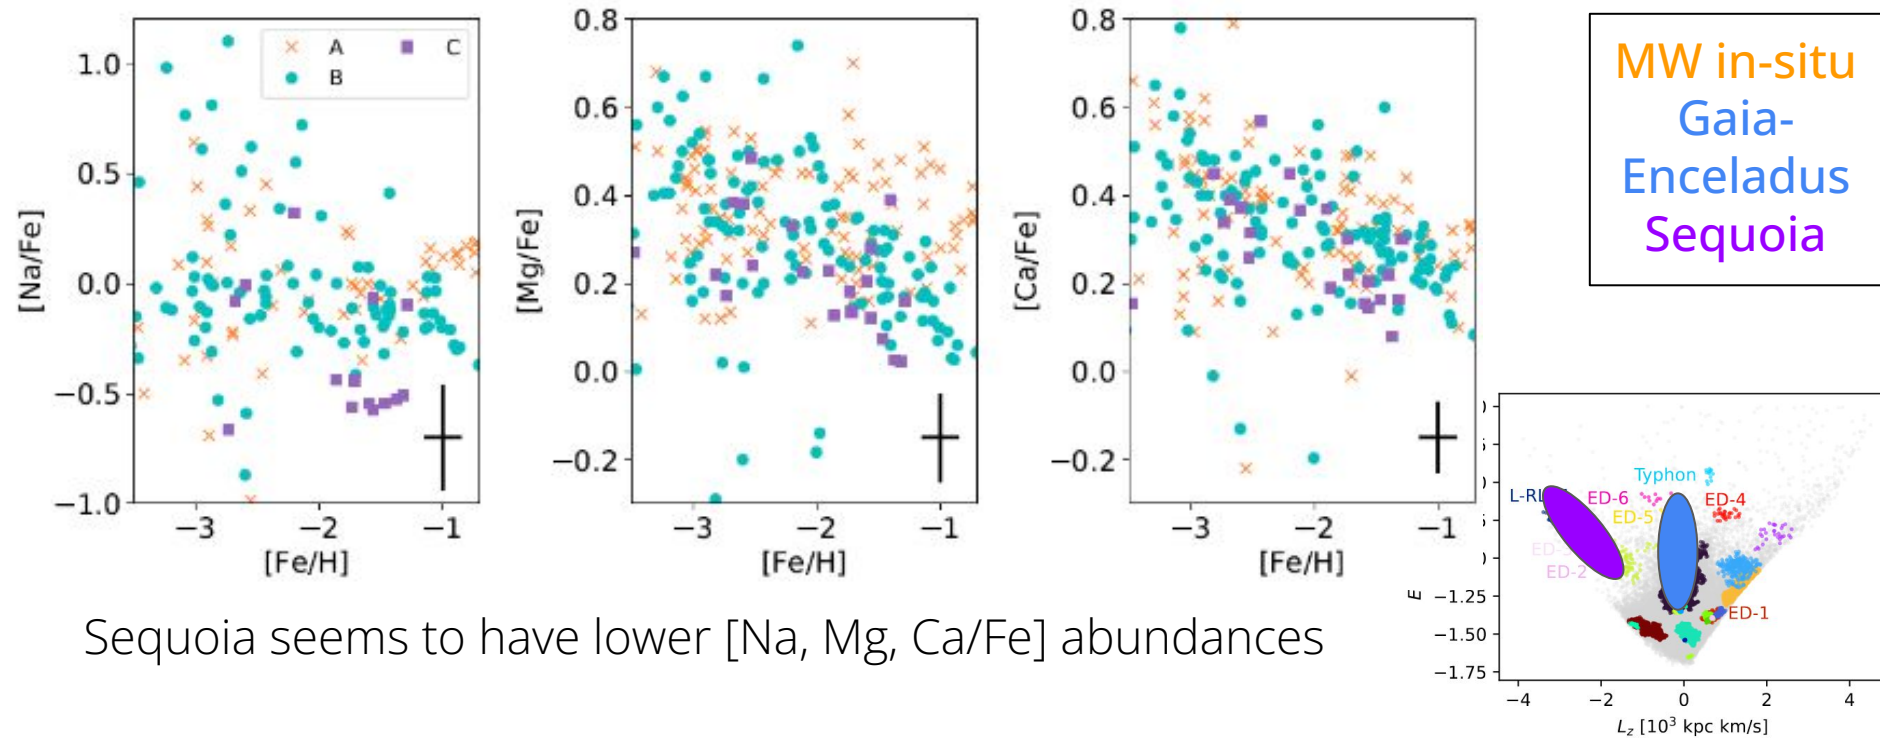 1.0
0.5
0.0
−0.5
−1.0
[Na/Fe]
A
C
B
−3
−2
−1
[Fe/H]
0.8
0.6
0.4
0.2
0.0
−0.2
[Mg/Fe]
−3
−2
−1
[Fe/H]
0.8
0.6
0.4
0.2
0.0
−0.2
[Ca/Fe]
−3
−2
−1
[Fe/H]
MW in-situ
Gaia-
Enceladus
Sequoia
Typhon
ED-6
ED-4
ED-5
ED-2
ED-1
E
−1.25
−1.50
−1.75
−4
−2
0
2
4
Lz [10³ kpc km/s]
Sequoia seems to have lower [Na, Mg, Ca/Fe] abundances